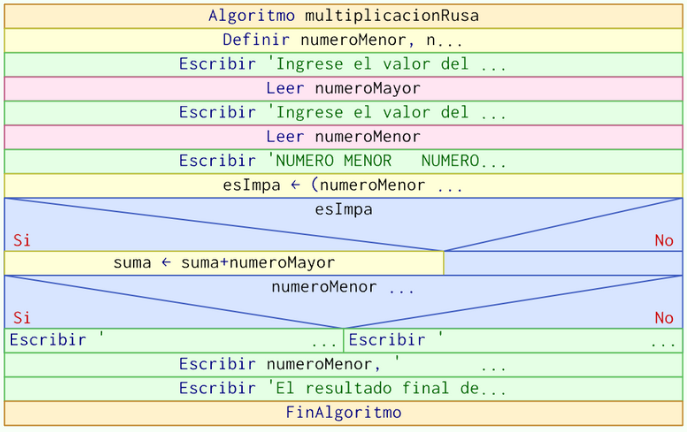 Algoritmo multiplicacionRusa
Definir numeroMenor, n...
Escribir 'Ingrese el valor del ...
Leer numeroMayor
Escribir 'Ingrese el valor del ...
Leer numeroMenor
Escribir 'NUMERO MENOR   NUMERO...
esImpa ← (numeroMenor ...
esImpa
Si No
suma ← suma+numeroMayor
numeroMenor ...
Si No
Escribir ' ... Escribir ' ...
Escribir numeroMenor, ' ...
Escribir 'El resultado final de...
FinAlgoritmo